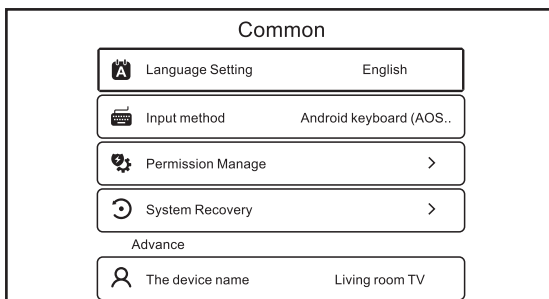 Common
Language Setting English
Input method Android keyboard (AOS..
Permission Manage >
System Recovery >
Advance
The device name Living room TV